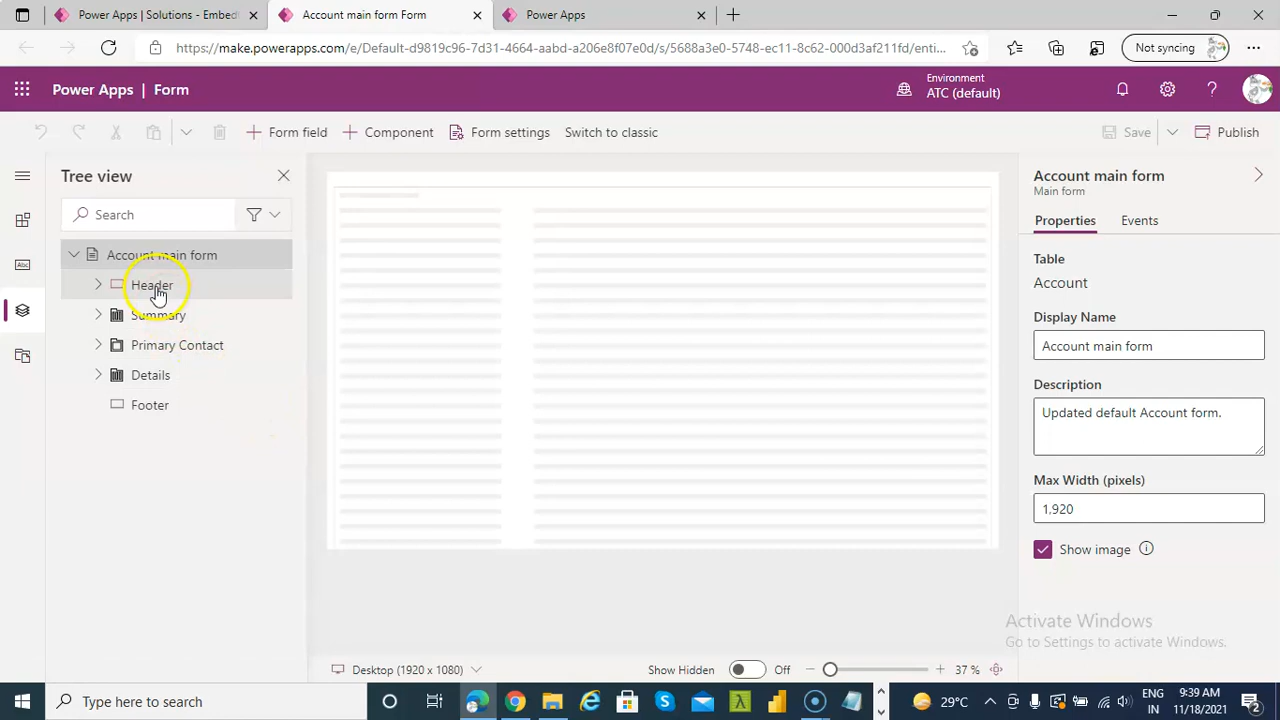 Power Apps | Solutions - Embed
Account main form Form
Power Apps
https://make.powerapps.com/e/Default-d9819c96-7d31-4664-aabd-a206e8f07e0d/s/5688a3e0-5748-ec11-8c62-000d3af211fd/enti...
Not syncing
Power Apps | Form
Environment
ATC (default)
Form field
Component
Form settings
Switch to classic
Save
Publish
Tree view
Search
Account main form
Header
Summary
Primary Contact
Details
Footer
Account main form
Main form
Properties
Events
Table
Account
Display Name
Account main form
Description
Updated default Account form.
Max Width (pixels)
1,920
Show image
Activate Windows
Go to Settings to activate Windows.
Desktop (1920 x 1080)
Show Hidden
Off
37 %
Type here to search
29°C
ENG
IN
9:39 AM
11/18/2021
2